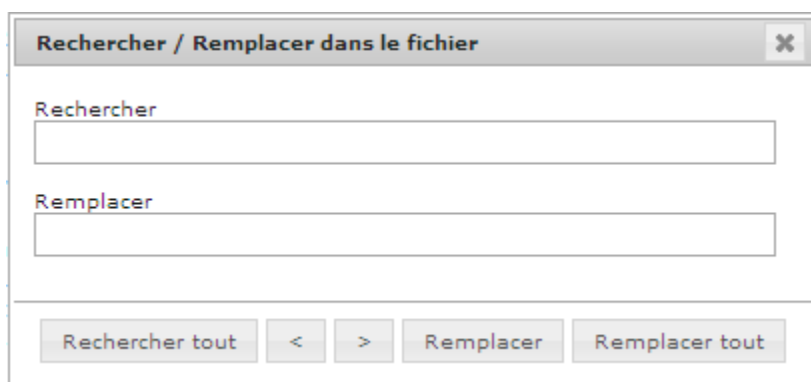 Rechercher / Remplacer dans le fichier
Rechercher
Remplacer
Rechercher tout < > Remplacer Remplacer tout